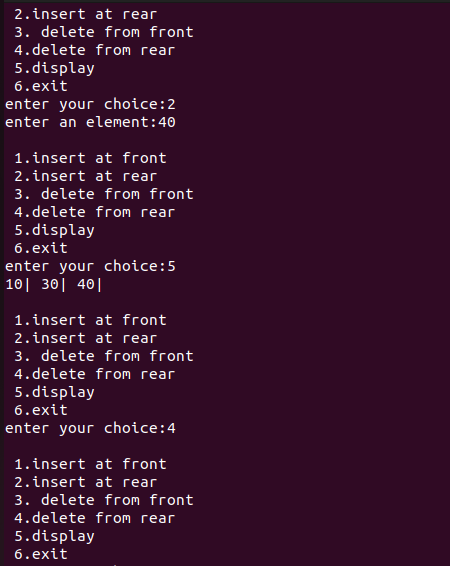 2.insert at rear
3. delete from front
4.delete from rear
5.display
6.exit
enter your choice:2
enter an element:40
1.insert at front
2.insert at rear
3. delete from front
4.delete from rear
5.display
6.exit
enter your choice:5
10| 30| 40|
1.insert at front
2.insert at rear
3. delete from front
4.delete from rear
5.display
6.exit
enter your choice:4
1.insert at front
2.insert at rear
3. delete from front
4.delete from rear
5.display
6.exit